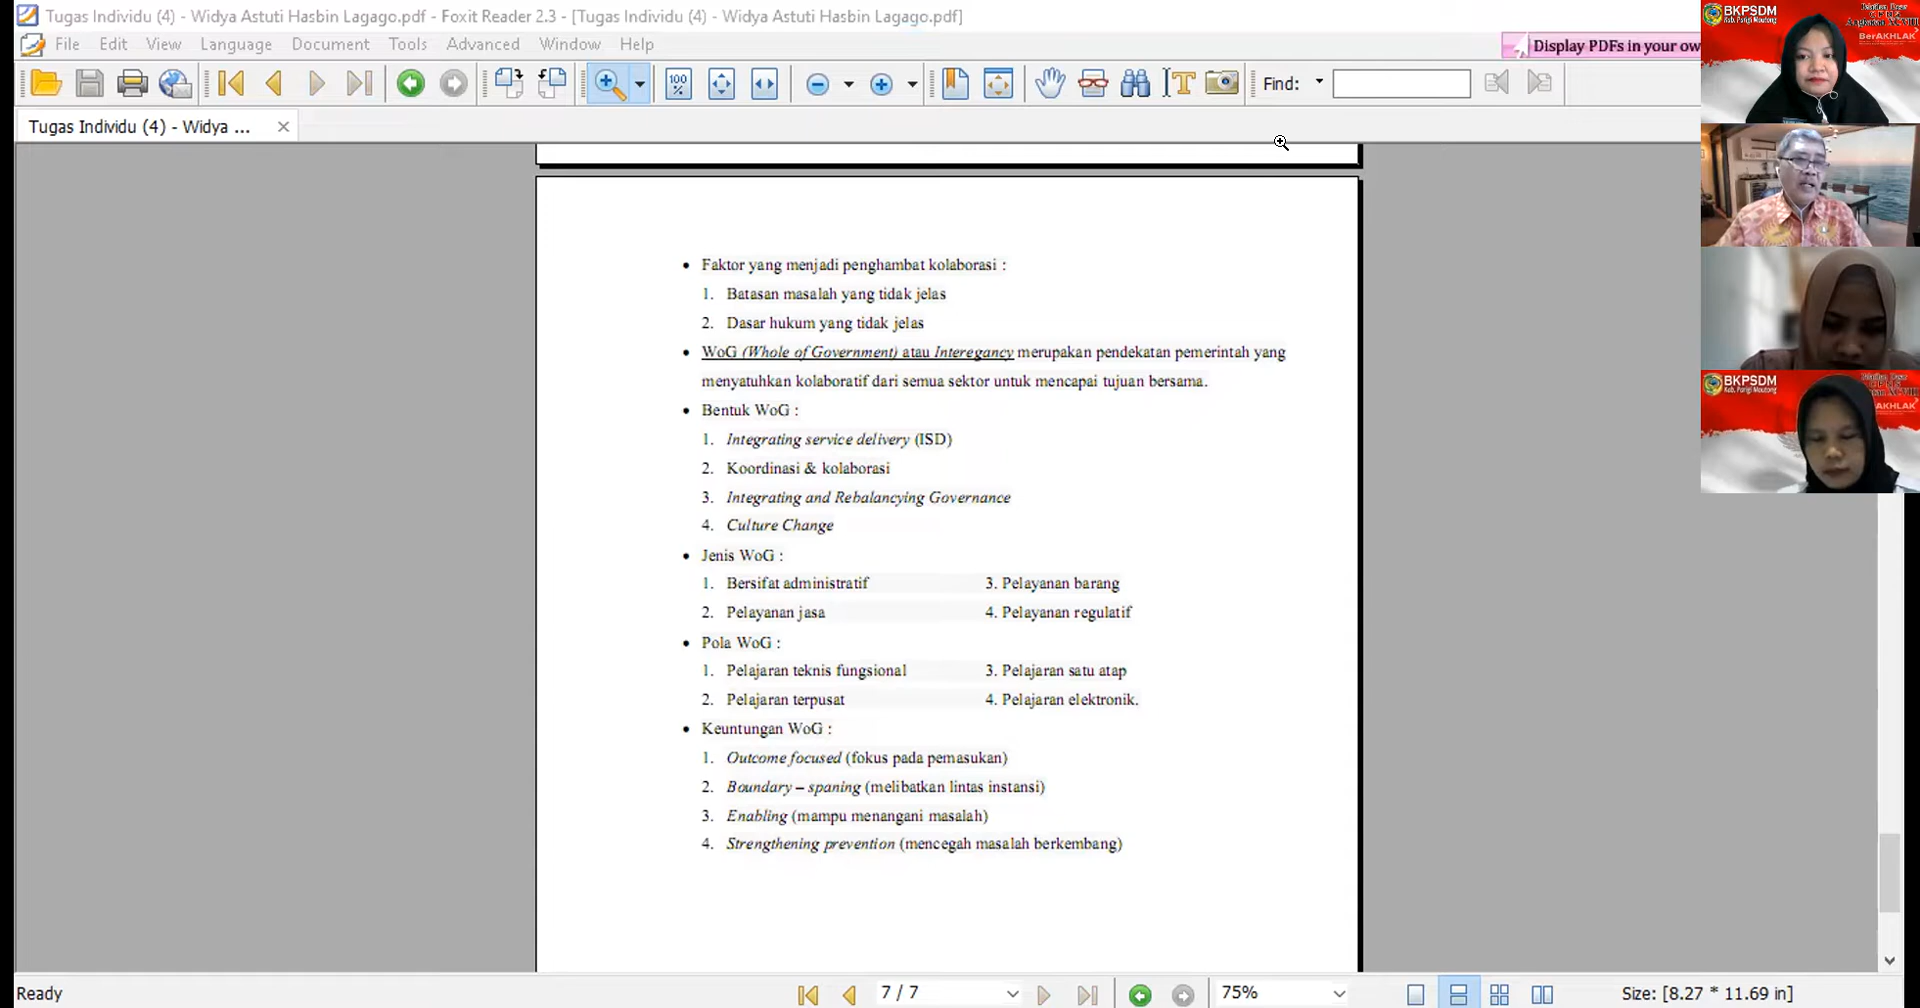 Tugas Individu (4) - Widya Astuti Hasbin Lagago.pdf - Foxit Reader 2.3 - [Tugas Individu (4) - Widya Astuti Hasbin Lagago.pdf]
File Edit View Language Document Tools Advanced Window Help
Display PDFs in your ow
100 %
Find:
Tugas Individu (4) - Widya ...
• Faktor yang menjadi penghambat kolaborasi :
1. Batasan masalah yang tidak jelas
2. Dasar hukum yang tidak jelas
• WoG (Whole of Government) atau Interegancy merupakan pendekatan pemerintah yang
menyatuhkan kolaboratif dari semua sektor untuk mencapai tujuan bersama.
• Bentuk WoG :
1. Integrating service delivery (ISD)
2. Koordinasi & kolaborasi
3. Integrating and Rebalancying Governance
4. Culture Change
• Jenis WoG :
1. Bersifat administratif 3. Pelayanan barang
2. Pelayanan jasa 4. Pelayanan regulatif
• Pola WoG :
1. Pelajaran teknis fungsional 3. Pelajaran satu atap
2. Pelajaran terpusat 4. Pelajaran elektronik.
• Keuntungan WoG :
1. Outcome focused (fokus pada pemasukan)
2. Boundary – spaning (melibatkan lintas instansi)
3. Enabling (mampu menangani masalah)
4. Strengthening prevention (mencegah masalah berkembang)
BKPSDM
Kab. Parigi Moutong
BerAKHLAK
BKPSDM
Kab. Parigi Moutong
AKHLAK
Ready
7 / 7
75%
Size: [8.27 * 11.69 in]